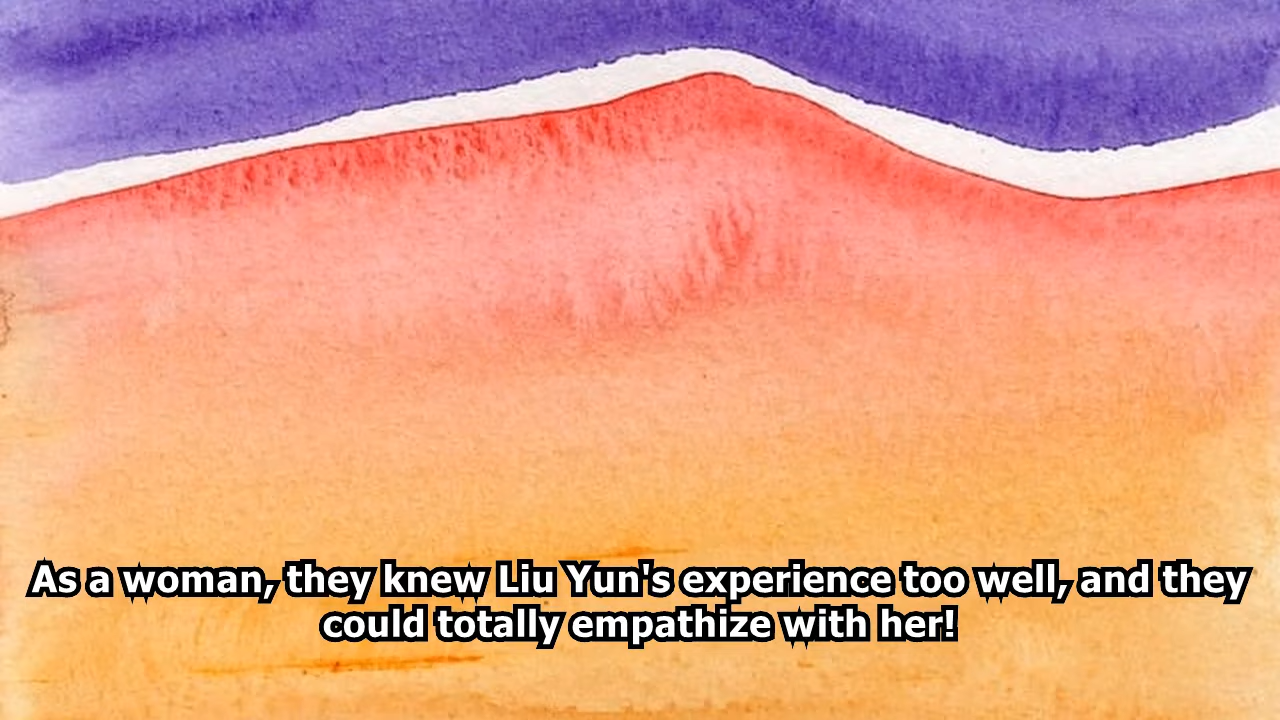 As a woman, they knew Liu Yun's experience too well, and they
could totally empathize with her!